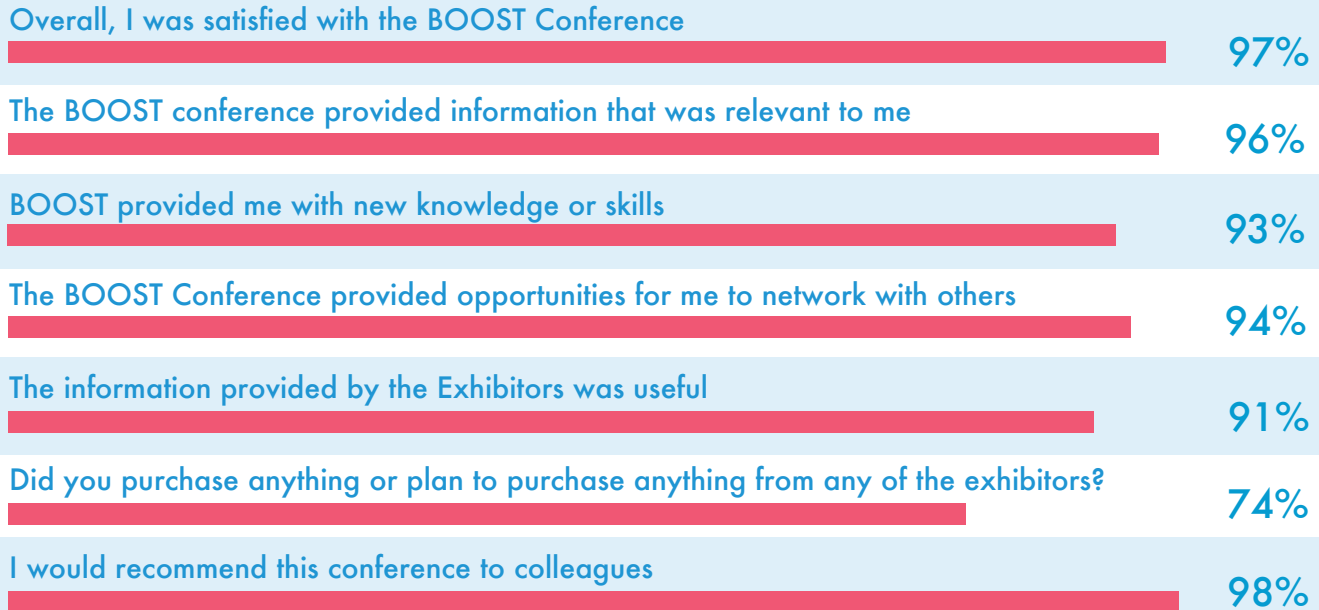 Overall, I was satisfied with the BOOST Conference
97%
The BOOST conference provided information that was relevant to me
96%
BOOST provided me with new knowledge or skills
93%
The BOOST Conference provided opportunities for me to network with others
94%
The information provided by the Exhibitors was useful
91%
Did you purchase anything or plan to purchase anything from any of the exhibitors?
74%
I would recommend this conference to colleagues
98%